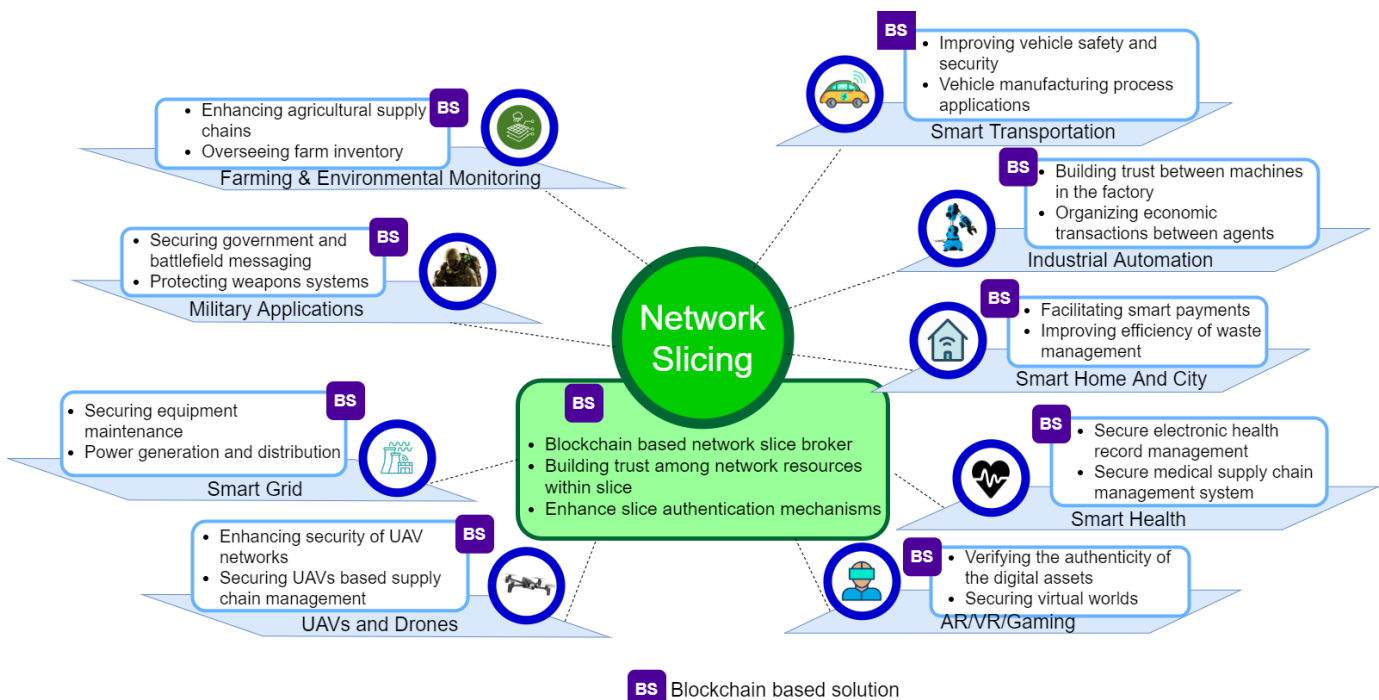 BS
• Enhancing agricultural supply
chains
• Overseeing farm inventory
Farming & Environmental Monitoring
BS
• Securing government and
battlefield messaging
• Protecting weapons systems
Military Applications
BS
• Securing equipment
maintenance
• Power generation and distribution
Smart Grid
BS
• Enhancing security of UAV
networks
• Securing UAVs based supply
chain management
UAVs and Drones
Network
Slicing
BS
• Blockchain based network slice broker
• Building trust among network resources
within slice
• Enhance slice authentication mechanisms
BS
• Improving vehicle safety and
security
• Vehicle manufacturing process
applications
Smart Transportation
BS
• Building trust between machines
in the factory
• Organizing economic
transactions between agents
Industrial Automation
BS
• Facilitating smart payments
• Improving efficiency of waste
management
Smart Home And City
BS
• Secure electronic health
record management
• Secure medical supply chain
management system
Smart Health
BS
• Verifying the authenticity of
the digital assets
• Securing virtual worlds
AR/VR/Gaming
BS Blockchain based solution